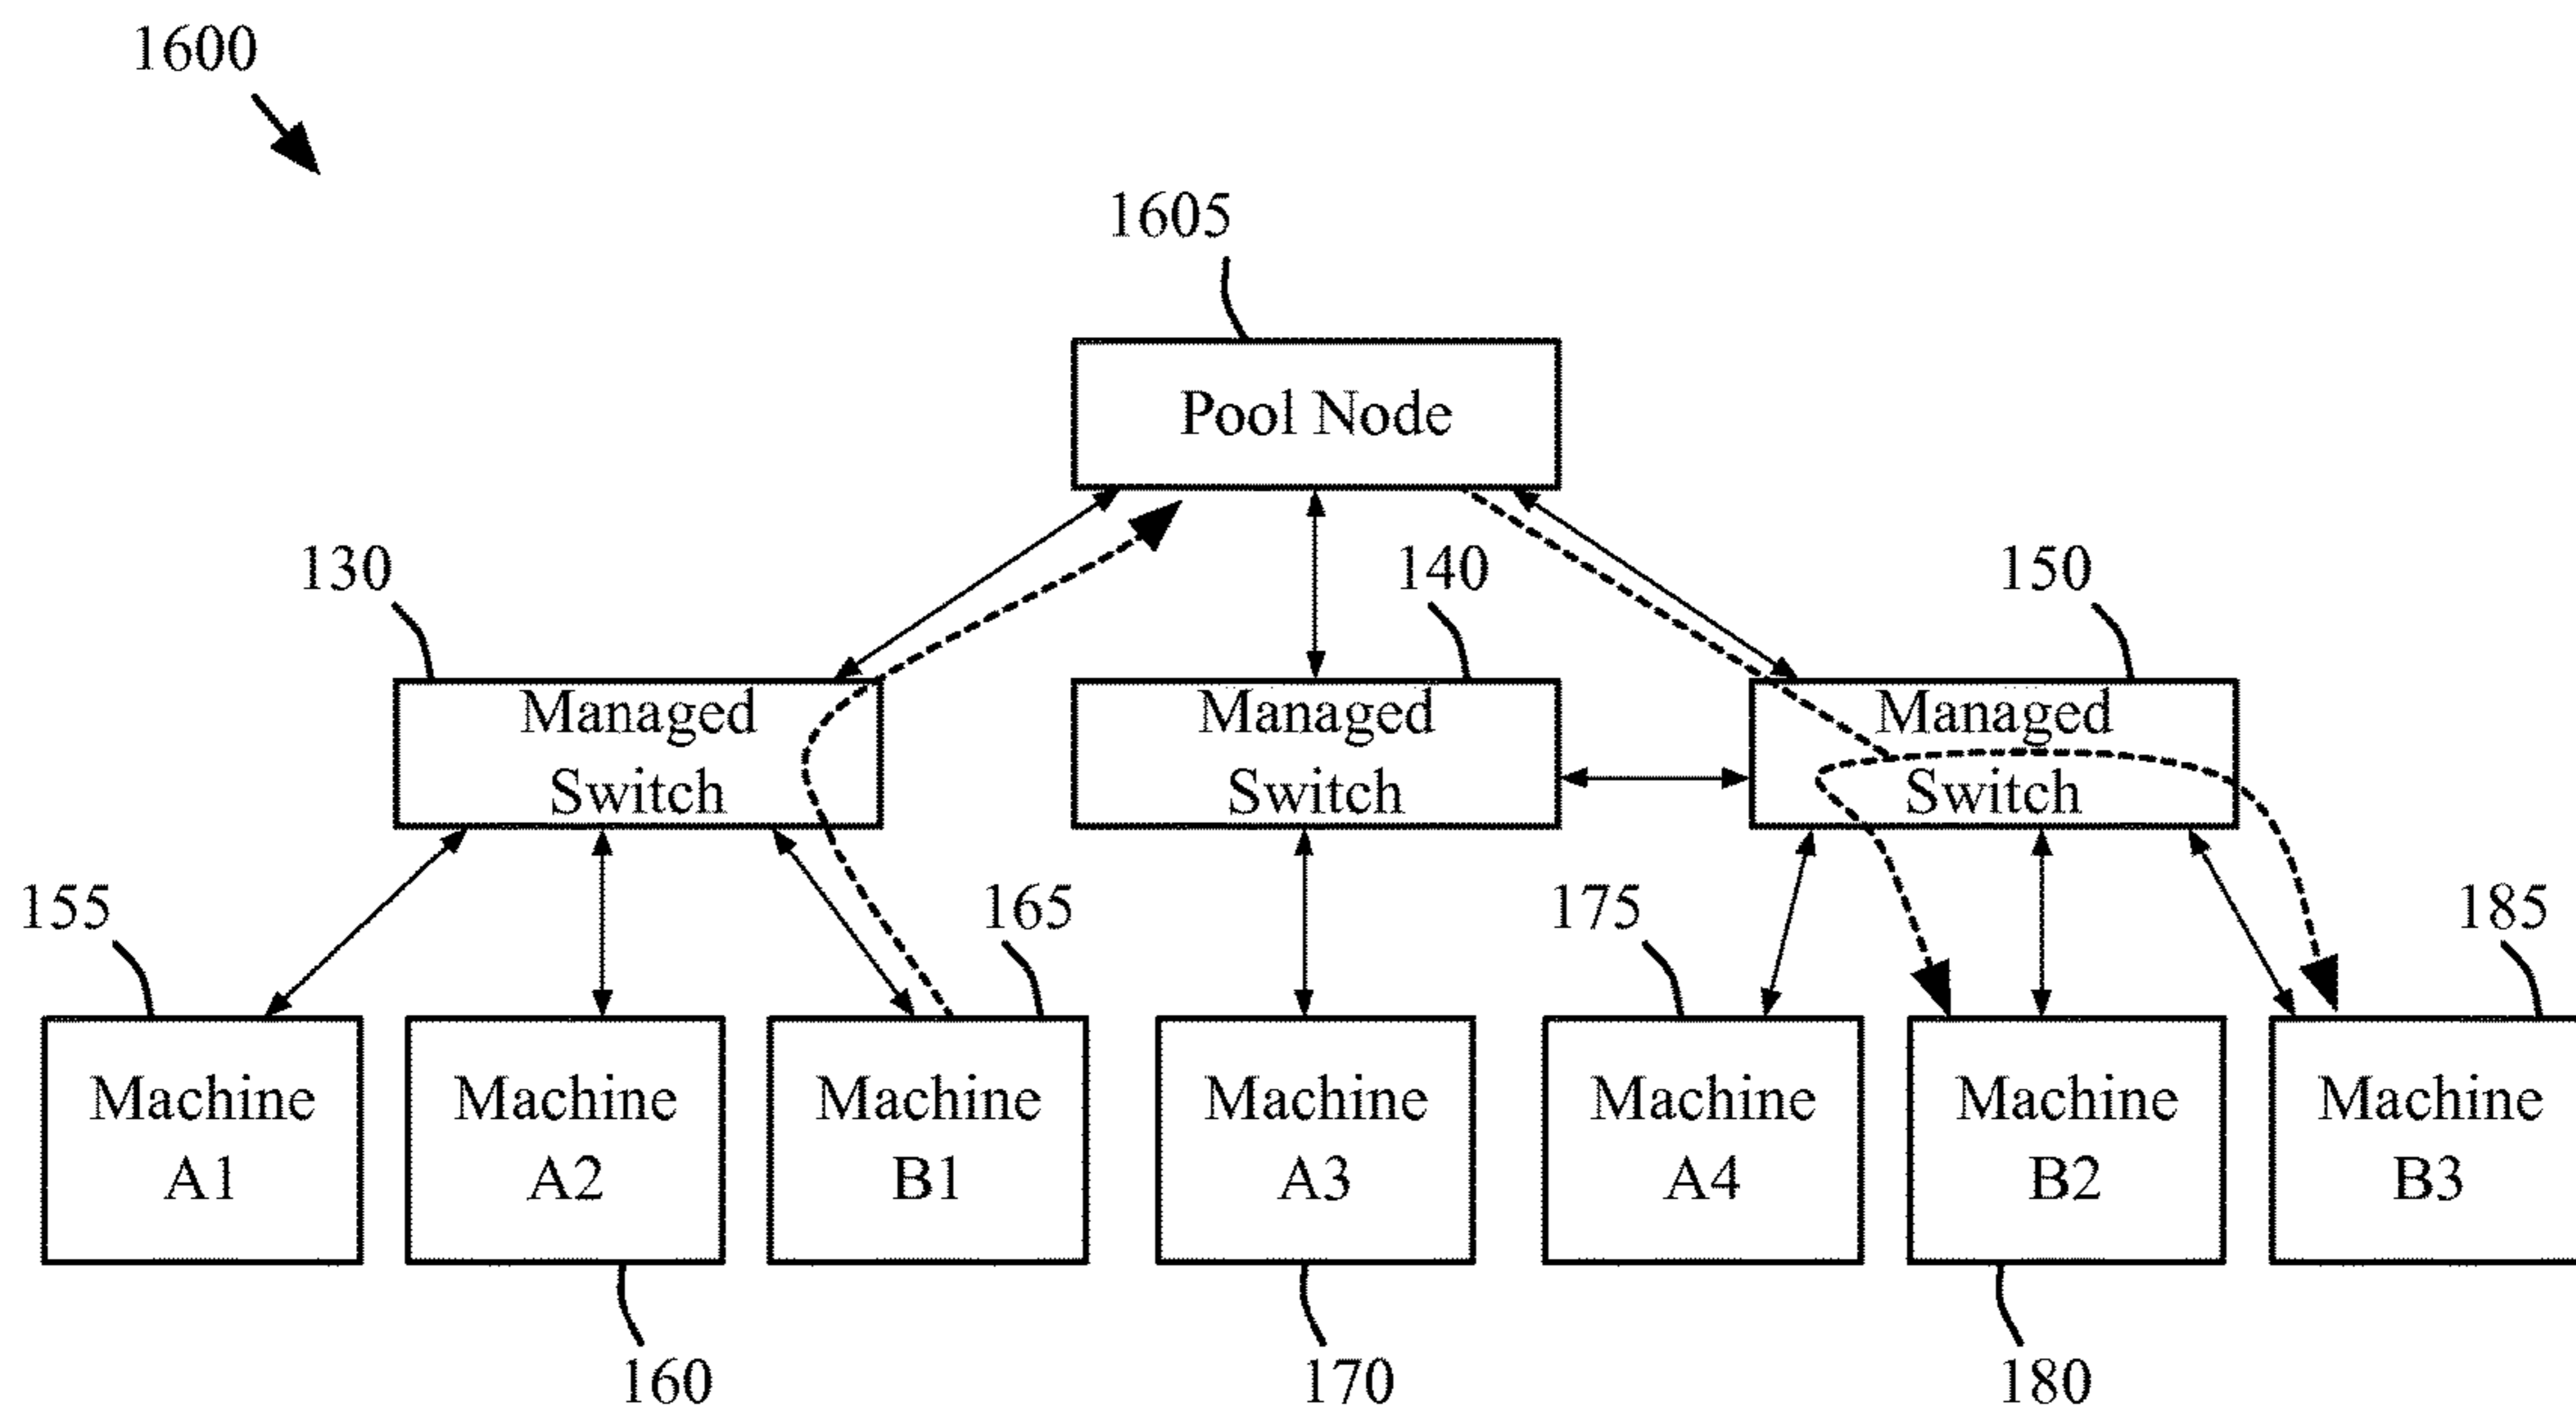 1600
1605
Pool Node
130
140
150
Managed
Switch
Managed
Switch
Managed
Switch
155
165
175
185
Machine
A1
Machine
A2
Machine
B1
Machine
A3
Machine
A4
Machine
B2
Machine
B3
160
170
180